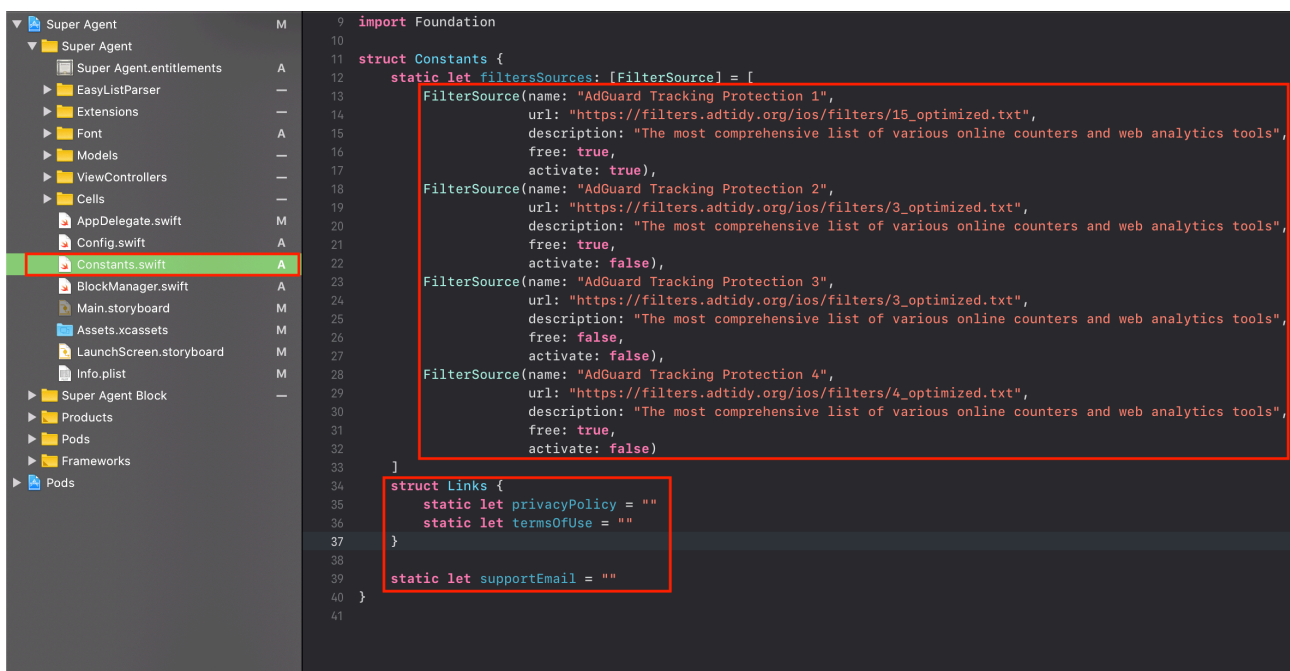 Super Agent M
Super Agent
Super Agent.entitlements A
EasyListParser —
Extensions —
Font A
Models —
ViewControllers —
Cells —
AppDelegate.swift M
Config.swift A
Constants.swift A
BlockManager.swift A
Main.storyboard M
Assets.xcassets M
LaunchScreen.storyboard M
Info.plist M
Super Agent Block —
Products
Pods
Frameworks
Pods
9 import Foundation
10
11 struct Constants {
12 static let filtersSources: [FilterSource] = [
13 FilterSource(name: "AdGuard Tracking Protection 1",
14 url: "https://filters.adtidy.org/ios/filters/15_optimized.txt",
15 description: "The most comprehensive list of various online counters and web analytics tools",
16 free: true,
17 activate: true),
18 FilterSource(name: "AdGuard Tracking Protection 2",
19 url: "https://filters.adtidy.org/ios/filters/3_optimized.txt",
20 description: "The most comprehensive list of various online counters and web analytics tools",
21 free: true,
22 activate: false),
23 FilterSource(name: "AdGuard Tracking Protection 3",
24 url: "https://filters.adtidy.org/ios/filters/3_optimized.txt",
25 description: "The most comprehensive list of various online counters and web analytics tools",
26 free: false,
27 activate: false),
28 FilterSource(name: "AdGuard Tracking Protection 4",
29 url: "https://filters.adtidy.org/ios/filters/4_optimized.txt",
30 description: "The most comprehensive list of various online counters and web analytics tools",
31 free: true,
32 activate: false)
33 ]
34 struct Links {
35 static let privacyPolicy = ""
36 static let termsOfUse = ""
37 }
38
39 static let supportEmail = ""
40 }
41